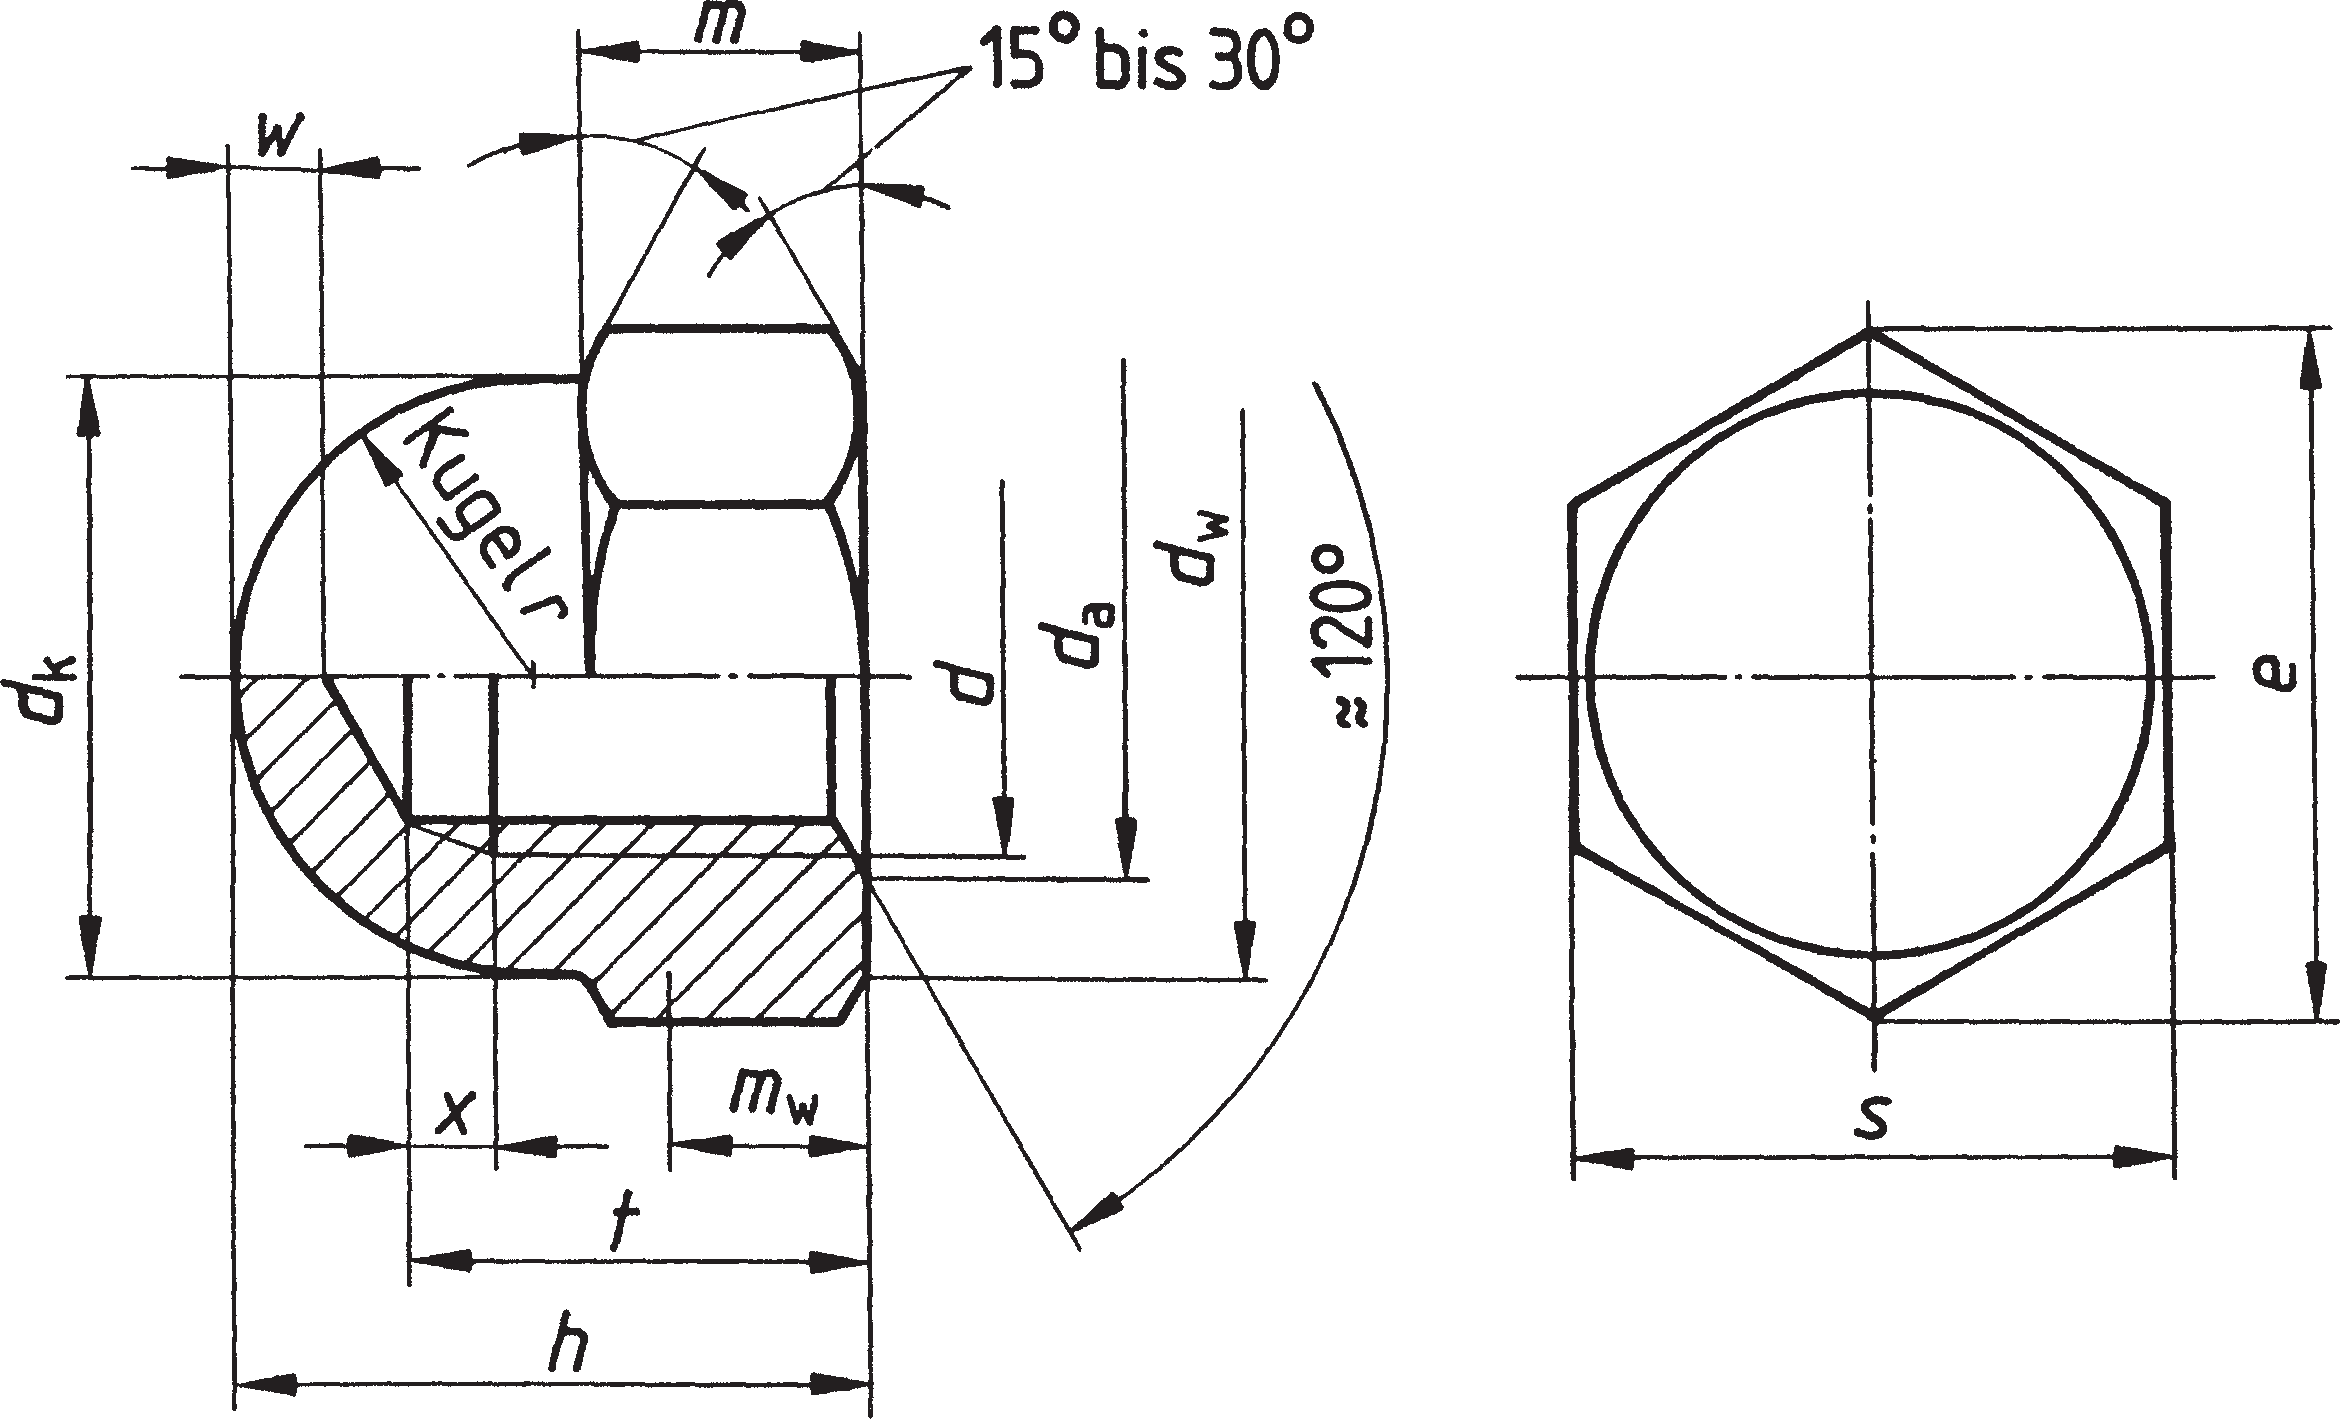 m
15° bis 30°
w
Kugel r
d_k
d
d_a
d_w
≈ 120°
e
x
m_w
s
t
h